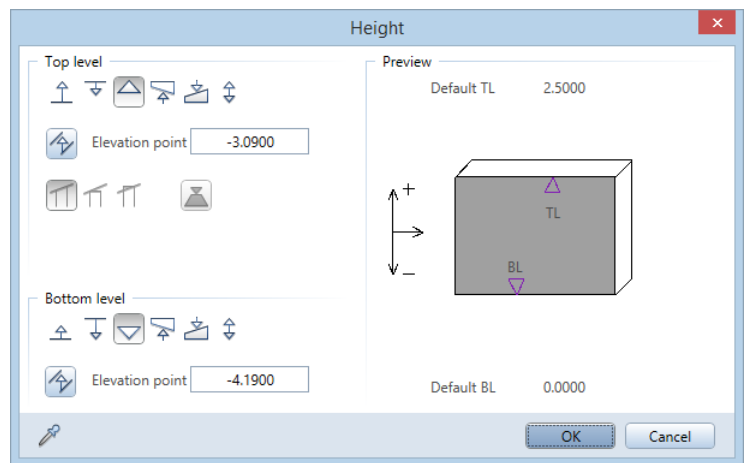 Height
Top level
Elevation point -3.0900
Bottom level
Elevation point -4.1900
Preview
Default TL 2.5000
+
TL
BL
–
Default BL 0.0000
OK Cancel